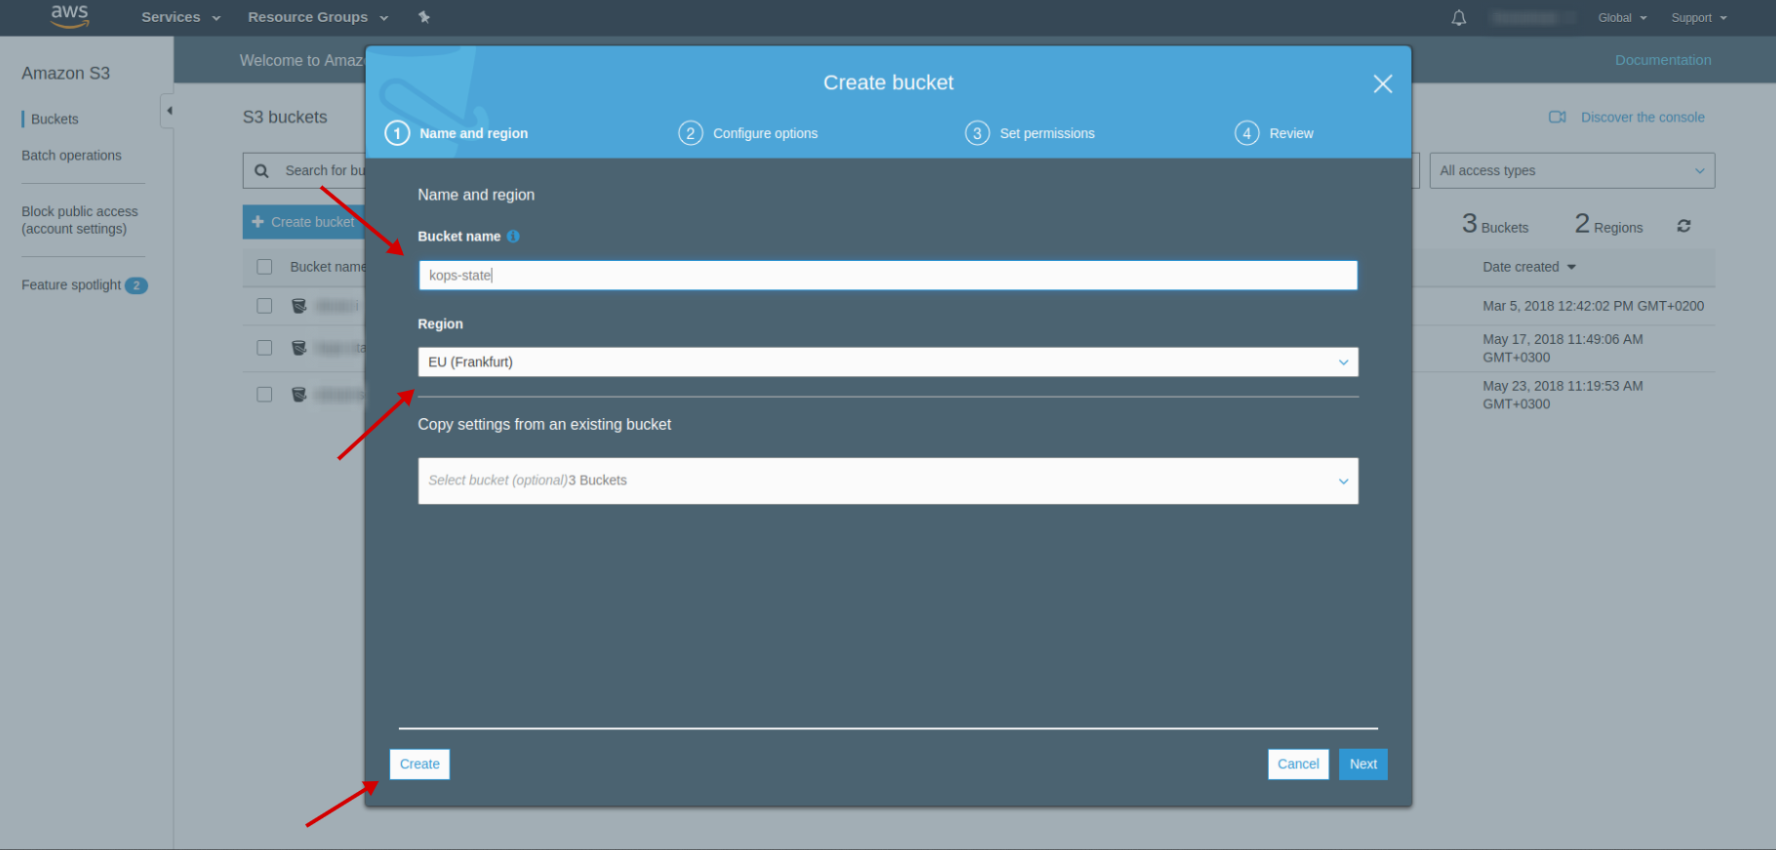 aws
Services
Resource Groups
Global
Support
Amazon S3
Buckets
Batch operations
Block public access
(account settings)
Feature spotlight 2
Welcome to
Documentation
S3 buckets
Discover the console
Search for
All access types
+ Create bucket
3 Buckets
2 Regions
Bucket name
Date created
Mar 5, 2018 12:42:02 PM GMT+0200
May 17, 2018 11:49:06 AM
GMT+0300
May 23, 2018 11:19:53 AM
GMT+0300
Create bucket
1 Name and region
2 Configure options
3 Set permissions
4 Review
Name and region
Bucket name
kops-state
Region
EU (Frankfurt)
Copy settings from an existing bucket
Select bucket (optional)3 Buckets
Create
Cancel
Next